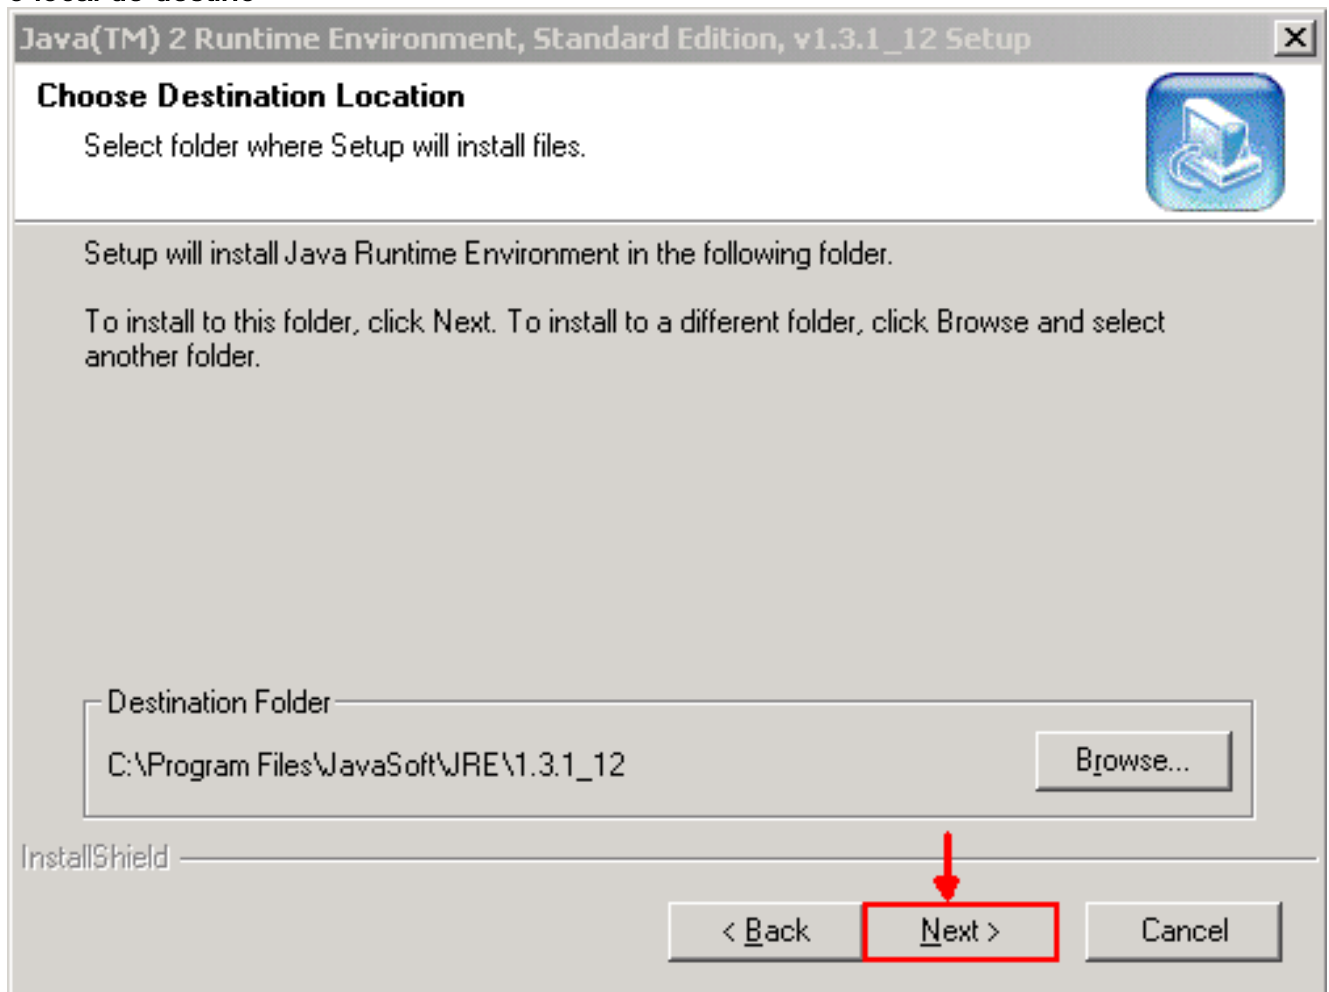 Java(TM) 2 Runtime Environment, Standard Edition, v1.3.1_12 Setup
Choose Destination Location
Select folder where Setup will install files.
Setup will install Java Runtime Environment in the following folder.
To install to this folder, click Next. To install to a different folder, click Browse and select
another folder.
Destination Folder
C:\Program Files\JavaSoft\JRE\1.3.1_12
Browse...
InstallShield
< Back
Next >
Cancel